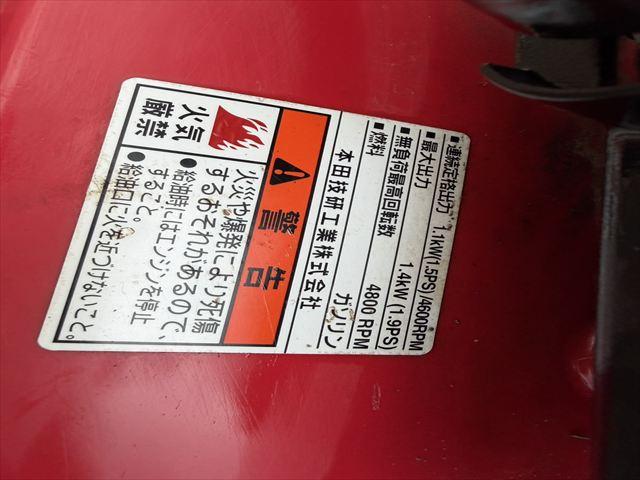 ■連続定格出力 1.1kW(1.5PS)/4600RPM
■最大出力 1.4kW(1.9PS)
■無負荷最高回転数 4800RPM
■燃料 ガソリン
本田技研工業株式会社
警告
火気
厳禁
火災や爆発により死傷
するおそれがあるので、
●給油時にはエンジンを停止
すること。
●給油口に火を近づけないこと。